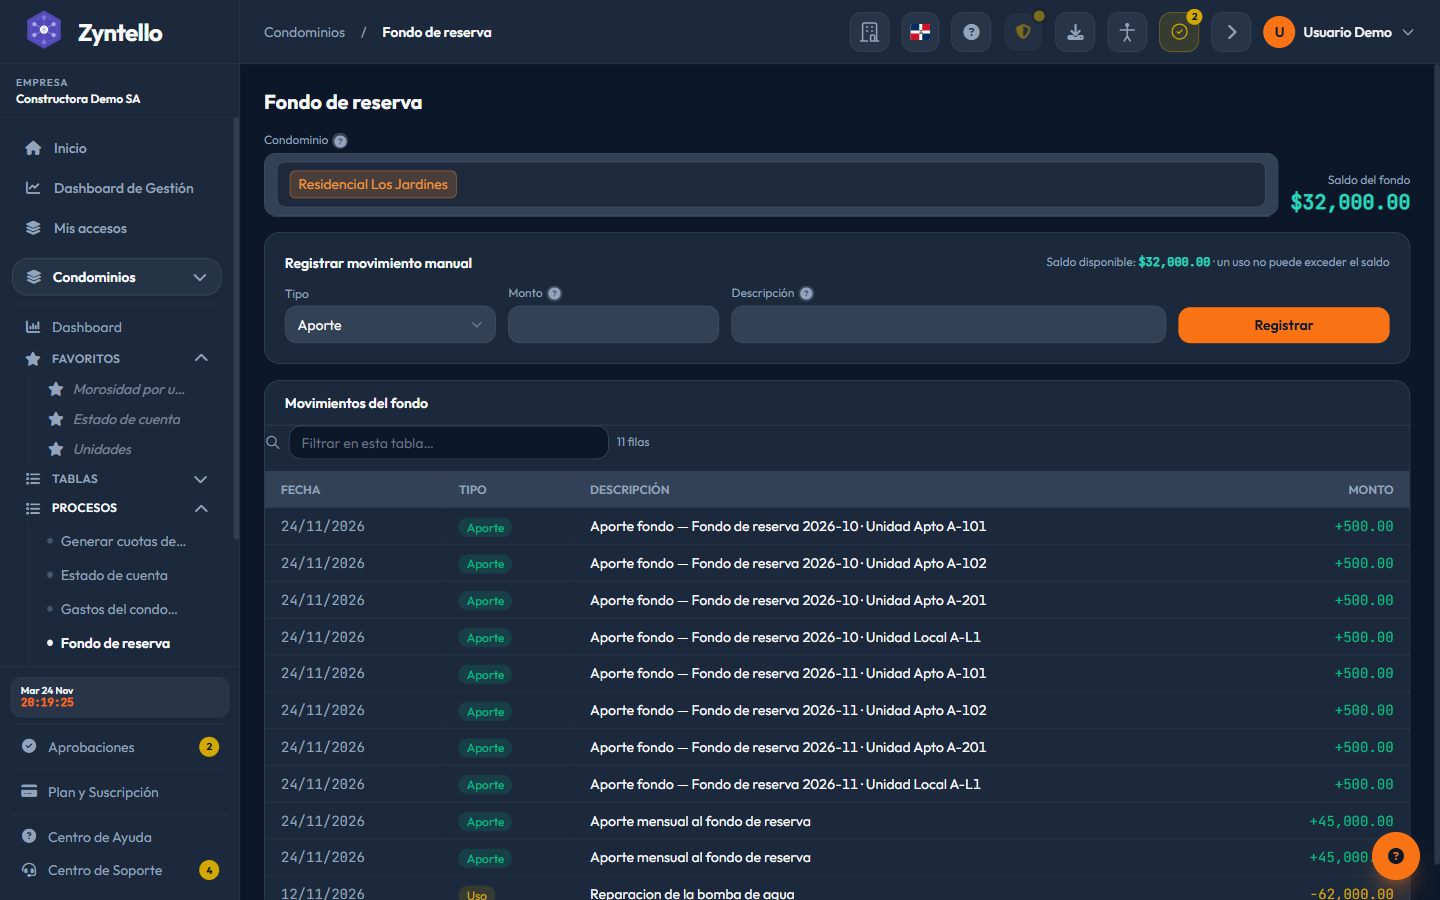 Zyntello
Condominios / Fondo de reserva
2
U
Usuario Demo
EMPRESA
Constructora Demo SA
Inicio
Dashboard de Gestión
Mis accesos
Condominios
Dashboard
FAVORITOS
Morosidad por u...
Estado de cuenta
Unidades
TABLAS
PROCESOS
Generar cuotas de...
Estado de cuenta
Gastos del condo...
Fondo de reserva
Mar 24 Nov
20:19:25
Aprobaciones 2
Plan y Suscripción
Centro de Ayuda
Centro de Soporte 4
Fondo de reserva
Condominio ?
Residencial Los Jardines
Saldo del fondo
$32,000.00
Registrar movimiento manual
Saldo disponible: $32,000.00 · un uso no puede exceder el saldo
Tipo Monto ? Descripción ?
Aporte Registrar
Movimientos del fondo
Filtrar en esta tabla... 11 filas
FECHA TIPO DESCRIPCIÓN MONTO
24/11/2026 Aporte Aporte fondo — Fondo de reserva 2026-10 · Unidad Apto A-101 +500.00
24/11/2026 Aporte Aporte fondo — Fondo de reserva 2026-10 · Unidad Apto A-102 +500.00
24/11/2026 Aporte Aporte fondo — Fondo de reserva 2026-10 · Unidad Apto A-201 +500.00
24/11/2026 Aporte Aporte fondo — Fondo de reserva 2026-10 · Unidad Local A-L1 +500.00
24/11/2026 Aporte Aporte fondo — Fondo de reserva 2026-11 · Unidad Apto A-101 +500.00
24/11/2026 Aporte Aporte fondo — Fondo de reserva 2026-11 · Unidad Apto A-102 +500.00
24/11/2026 Aporte Aporte fondo — Fondo de reserva 2026-11 · Unidad Apto A-201 +500.00
24/11/2026 Aporte Aporte fondo — Fondo de reserva 2026-11 · Unidad Local A-L1 +500.00
24/11/2026 Aporte Aporte mensual al fondo de reserva +45,000.00
24/11/2026 Aporte Aporte mensual al fondo de reserva +45,000.
12/11/2026 Uso Reparacion de la bomba de agua -62,000.00